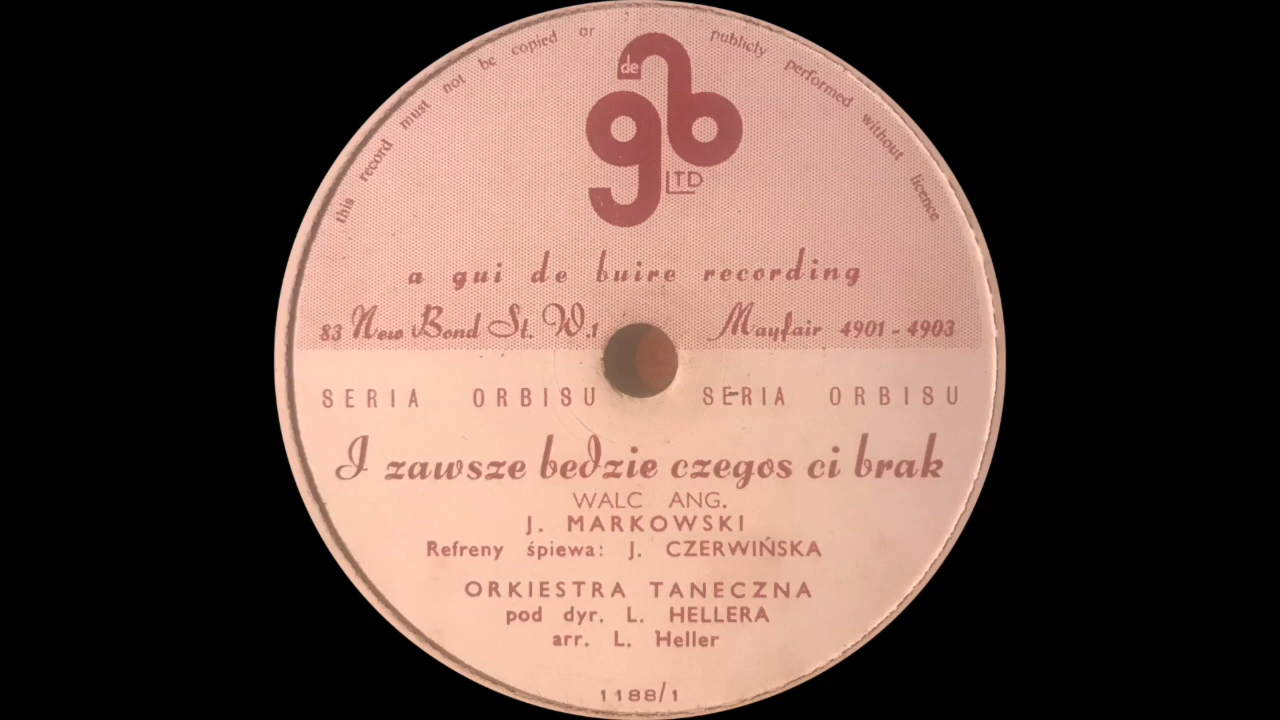 this record must not be copied or publicly performed without licence
de
gb
LTD
a gui de buire recording
83 New Bond St. W.1 Mayfair 4901 - 4903
SERIA ORBISU SERIA ORBISU
I zawsze bedzie czegos ci brak
WALC ANG.
J. MARKOWSKI
Refreny śpiewa: J. CZERWIŃSKA
ORKIESTRA TANECZNA
pod dyr. L. HELLERA
arr. L. Heller
1188/1